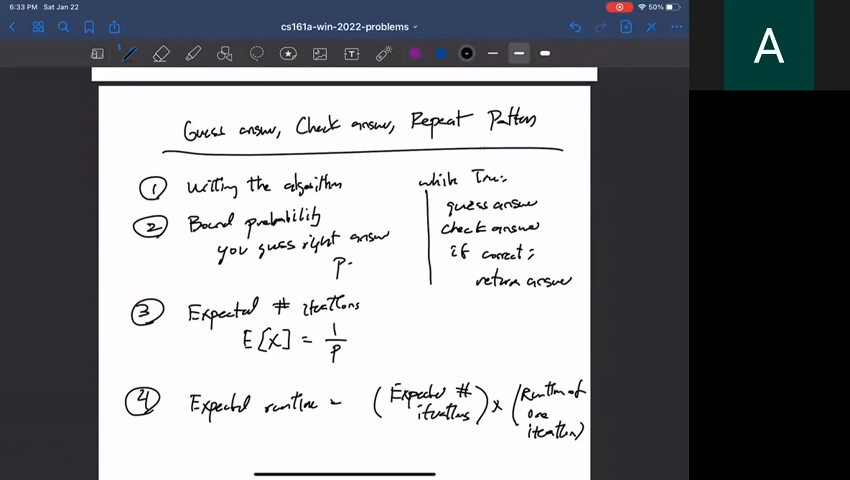 6:33 PM Sat Jan 22
50%
cs161a-win-2022-problems
T
A
Guess answer, Check answer, Repeat Pattern
① Writing the algorithm
② Bound probability
you guess right answer
p.
while True:
guess answer
check answer
if correct:
return answer
③ Expected # iterations
E[X] = 1/p
④ Expected runtime = (Expected # iterations) × (Runtime of one iteration)